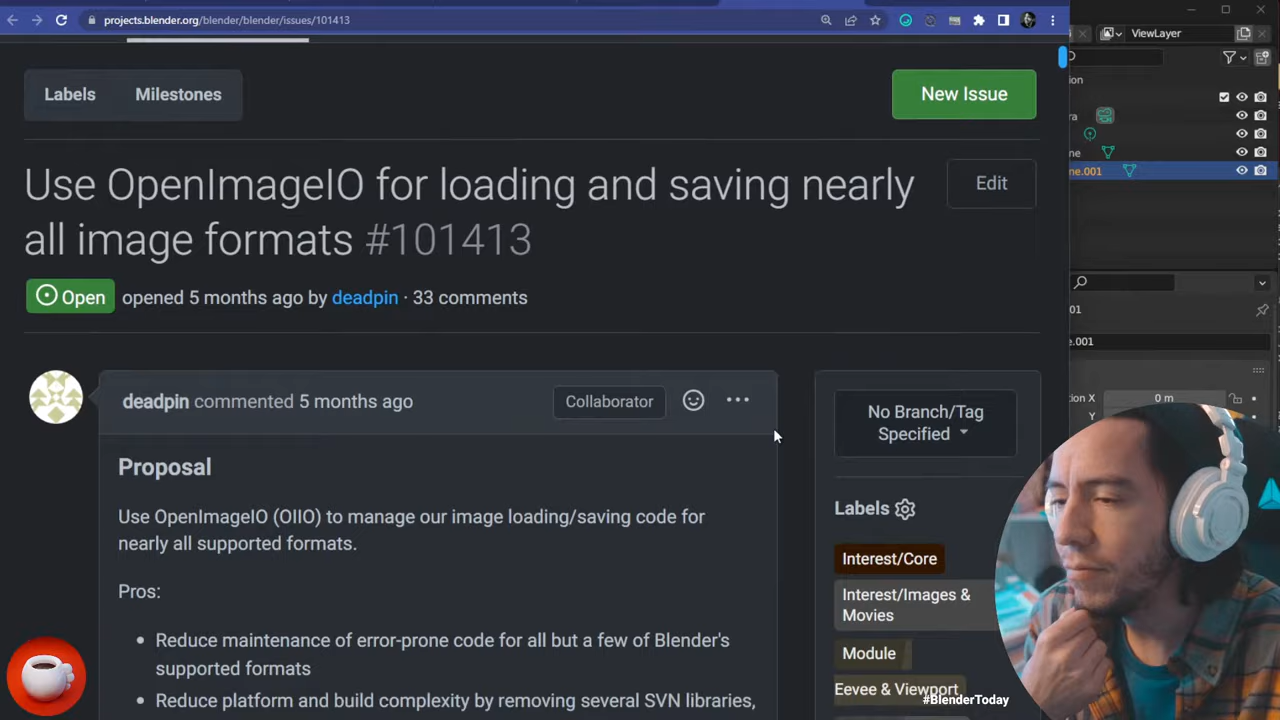 projects.blender.org/blender/blender/issues/101413
ViewLayer
Labels
Milestones
New Issue
Use OpenImageIO for loading and saving nearly
all image formats #101413
Edit
Open
opened 5 months ago by deadpin · 33 comments
deadpin commented 5 months ago
Collaborator
No Branch/Tag
Specified
Proposal
Use OpenImageIO (OIIO) to manage our image loading/saving code for
nearly all supported formats.
Pros:
• Reduce maintenance of error-prone code for all but a few of Blender's
supported formats
• Reduce platform and build complexity by removing several SVN libraries,
Labels
Interest/Core
Interest/Images &
Movies
Module
Eevee & Viewport
ne.001
0 m
#BlenderToday